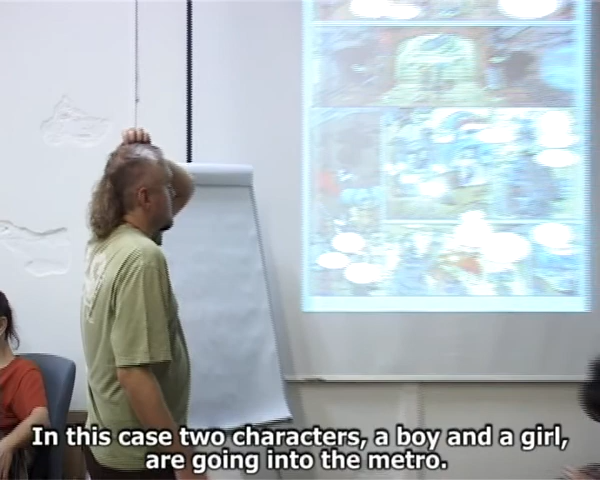 In this case two characters, a boy and a girl,
are going into the metro.